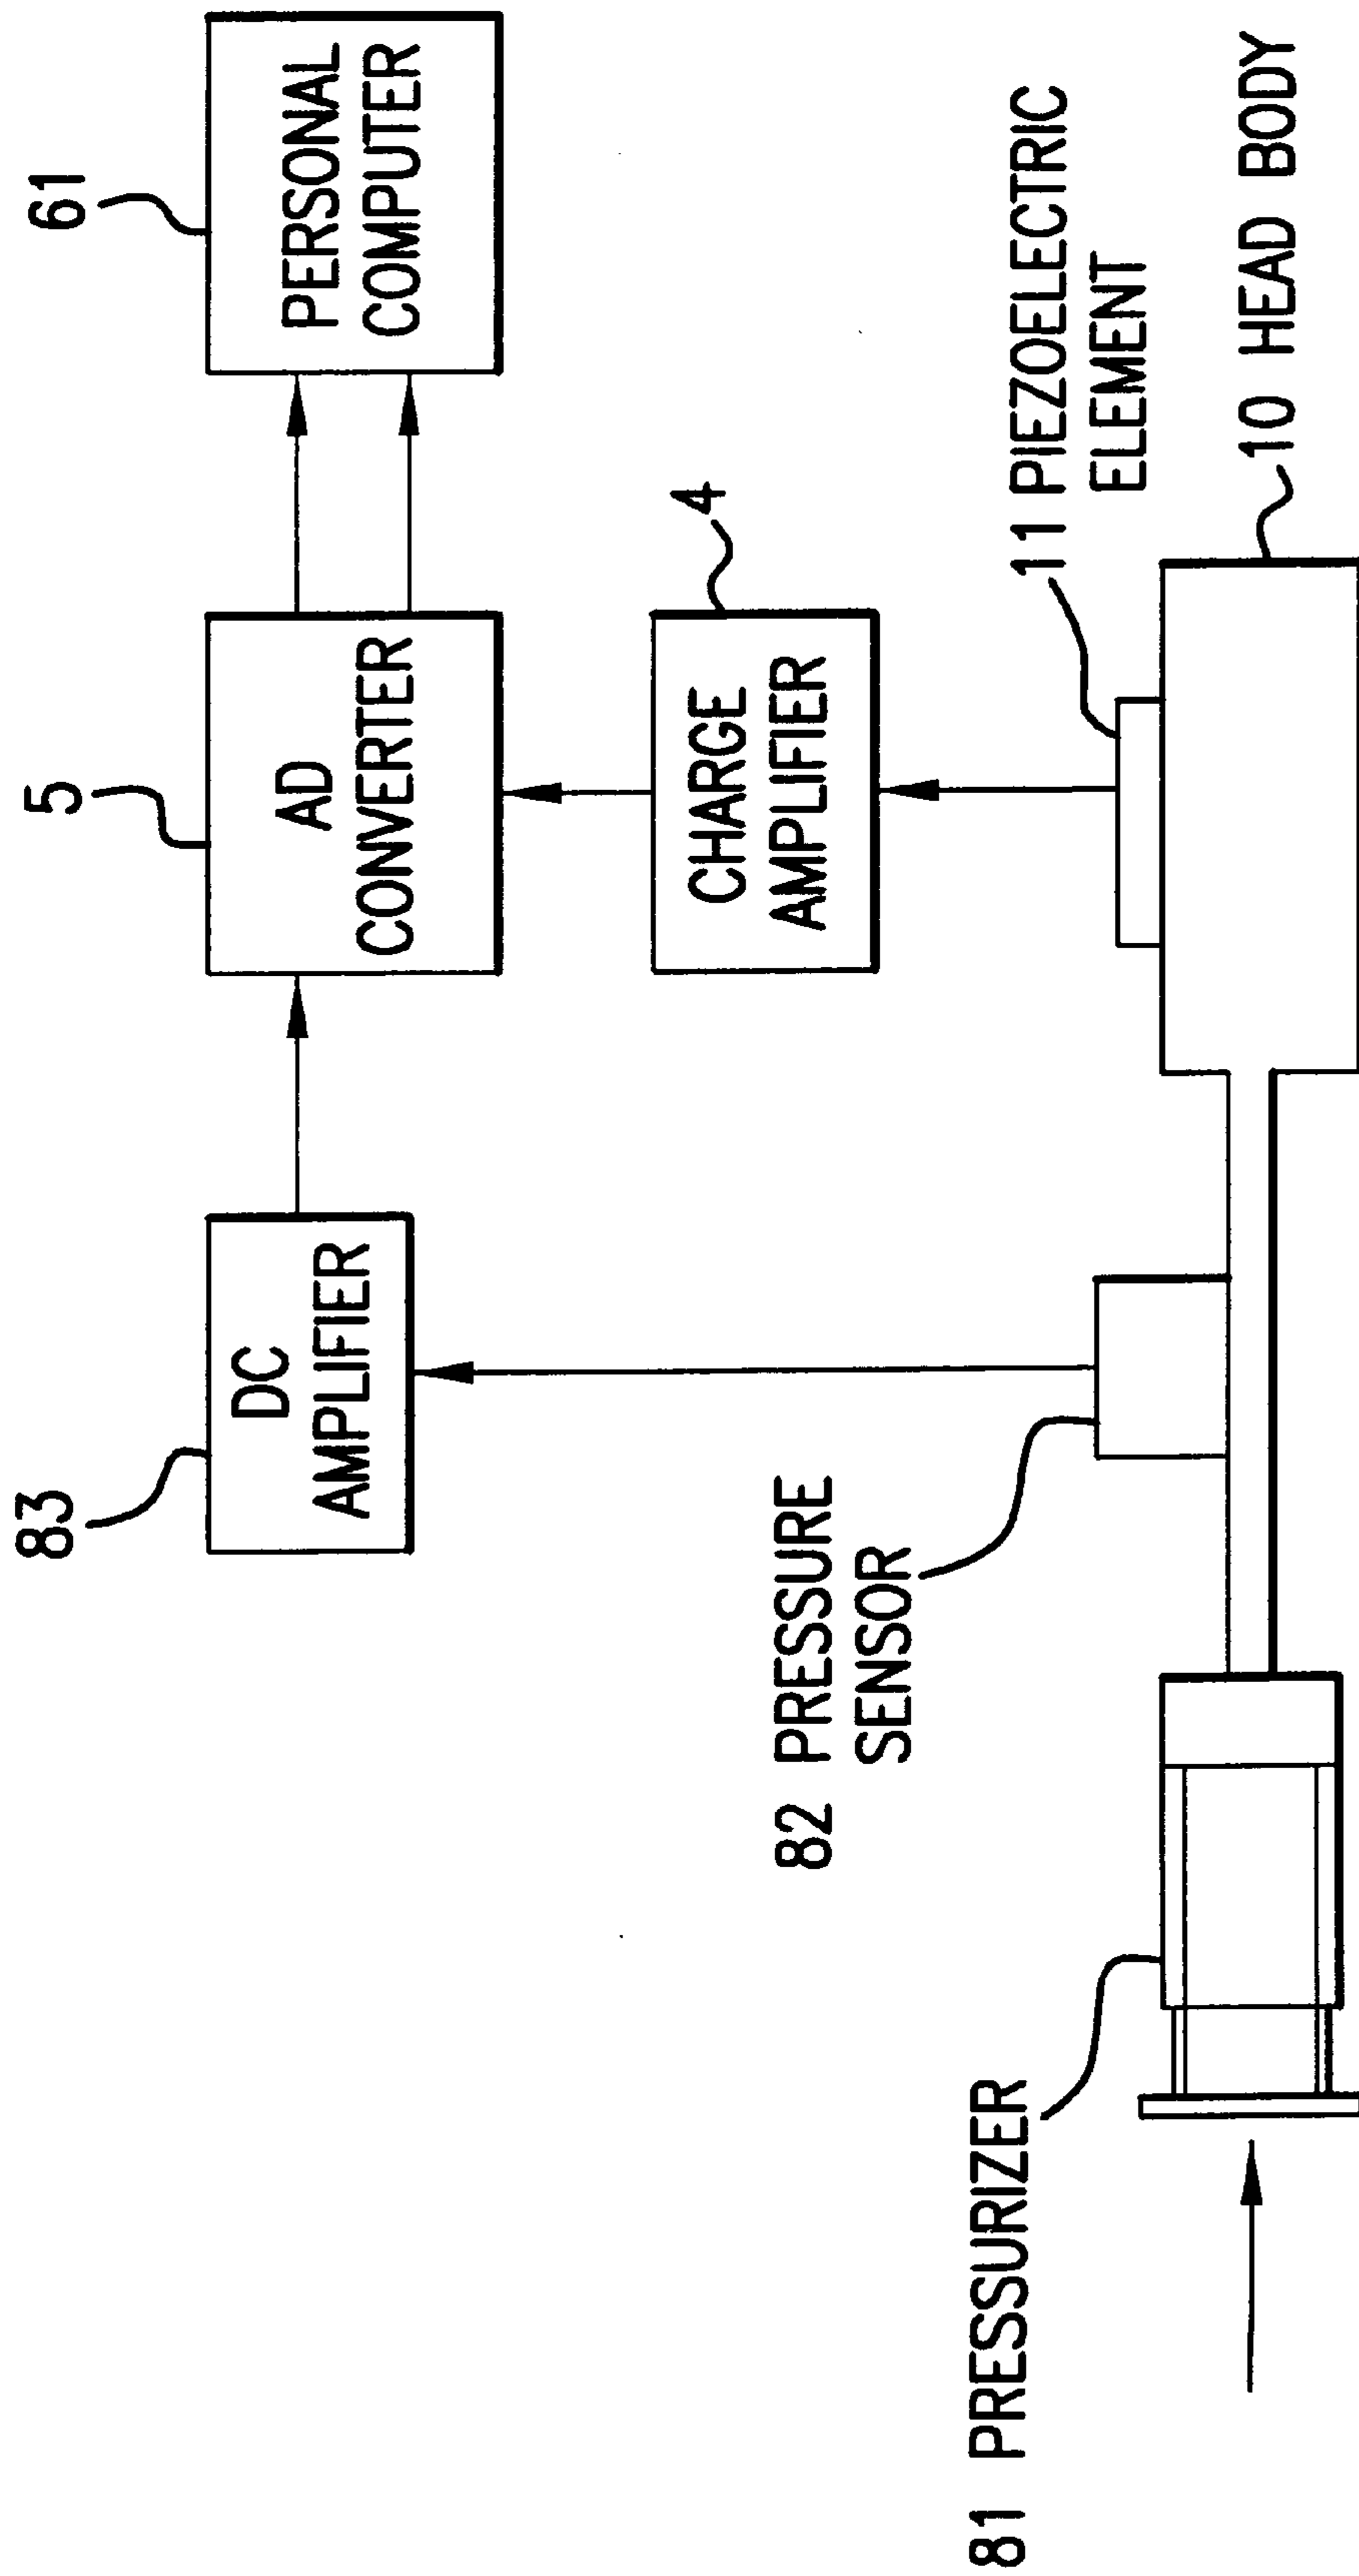 83
5
61
DC
AMPLIFIER
AD
CONVERTER
PERSONAL
COMPUTER
4
CHARGE
AMPLIFIER
82 PRESSURE
SENSOR
81 PRESSURIZER
11 PIEZOELECTRIC
ELEMENT
10 HEAD BODY